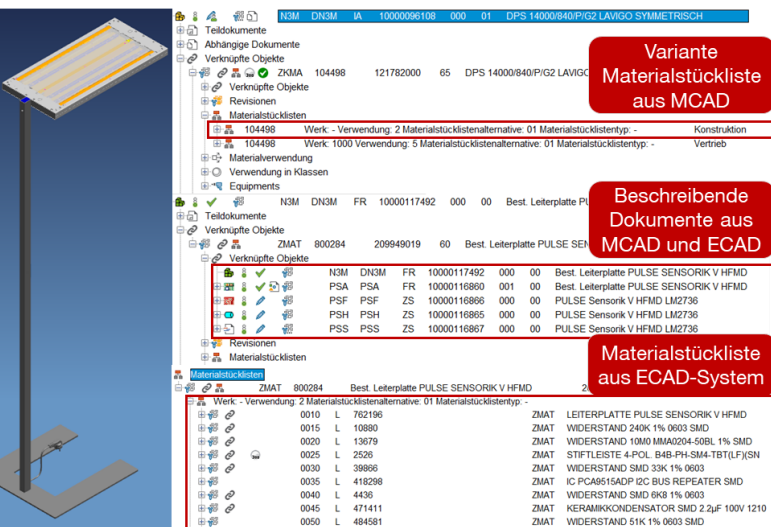 N3M DN3M IA 10000096108 000 01 DPS 14000/840/P/G2 LAVIGO SYMMETRISCH
Teildokumente
Abhängige Dokumente
Verknüpfte Objekte
ZKMA 104498 121782000 65 DPS 14000/840/P/G2 LAVIGO
Verknüpfte Objekte
Revisionen
Materialstücklisten
104498 Werk: - Verwendung: 2 Materialstücklistenalternative: 01 Materialstücklistentyp: - Konstruktion
104498 Werk: 1000 Verwendung: 5 Materialstücklistenalternative: 01 Materialstücklistentyp: - Vertrieb
Materialverwendung
Verwendung in Klassen
Equipments
Variante
Materialstückliste
aus MCAD
N3M DN3M FR 10000117492 000 00 Best. Leiterplatte
Teildokumente
Verknüpfte Objekte
ZMAT 800284 209949019 60 Best. Leiterplatte PULSE
Verknüpfte Objekte
N3M DN3M FR 10000117492 000 00 Best. Leiterplatte PULSE SENSORIK V HFMD
PSA PSA FR 10000116860 001 00 Best. Leiterplatte PULSE SENSORIK V HFMD
PSF PSF ZS 10000116866 000 00 PULSE Sensorik V HFMD LM2736
PSH PSH ZS 10000116865 000 00 PULSE Sensorik V HFMD LM2736
PSS PSS ZS 10000116867 000 00 PULSE Sensorik V HFMD LM2736
Revisionen
Materialstücklisten
Beschreibende
Dokumente aus
MCAD und ECAD
Materialstücklisten
ZMAT 800284 Best. Leiterplatte PULSE SENSORIK V HFMD
Werk: - Verwendung: 2 Materialstücklistenalternative: 01 Materialstücklistentyp: -
0010 L 762196 ZMAT LEITERPLATTE PULSE SENSORIK V HFMD
0015 L 10880 ZMAT WIDERSTAND 240K 1% 0603 SMD
0020 L 13679 ZMAT WIDERSTAND 10M0 MMA0204-50BL 1% SMD
0025 L 2526 ZMAT STIFTLEISTE 4-POL. B4B-PH-SM4-TBT(LF)(SN
0030 L 39866 ZMAT WIDERSTAND SMD 33K 1% 0603
0035 L 418298 ZMAT IC PCA9515ADP I2C BUS REPEATER SMD
0040 L 4436 ZMAT WIDERSTAND SMD 6K8 1% 0603
0045 L 471411 ZMAT KERAMIKKONDENSATOR SMD 2.2µF 100V 1210
0050 L 484581 ZMAT WIDERSTAND 51K 1% 0603 SMD
Materialstückliste
aus ECAD-System